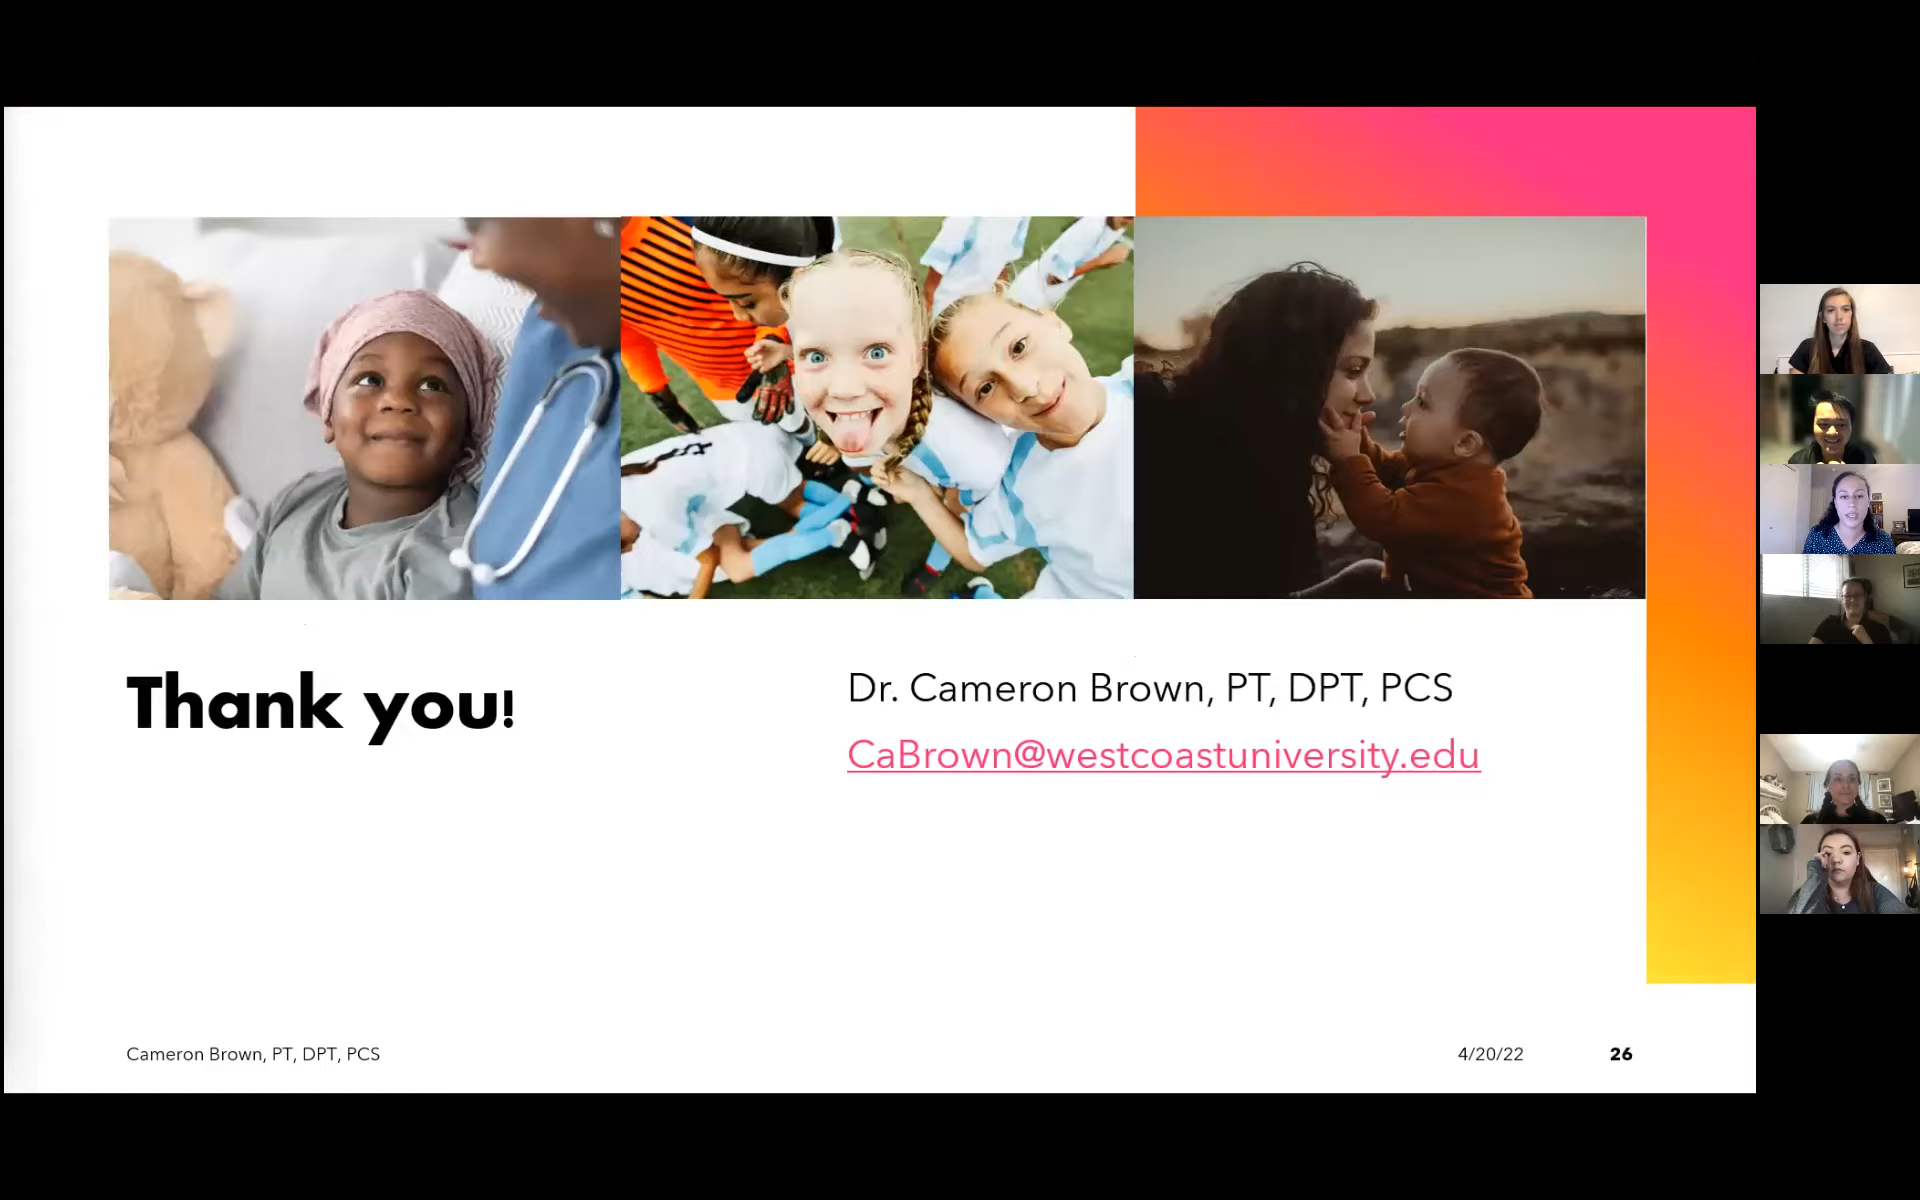 Thank you!
Dr. Cameron Brown, PT, DPT, PCS
CaBrown@westcoastuniversity.edu
Cameron Brown, PT, DPT, PCS
4/20/22
26